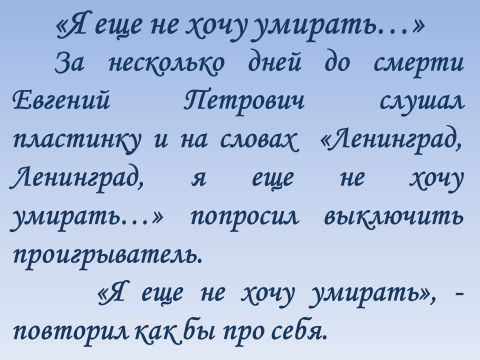 «Я еще не хочу умирать…»
За несколько дней до смерти
Евгений Петрович слушал
пластинку и на словах «Ленинград,
Ленинград, я еще не хочу
умирать…» попросил выключить
проигрыватель.
«Я еще не хочу умирать», -
повторил как бы про себя.